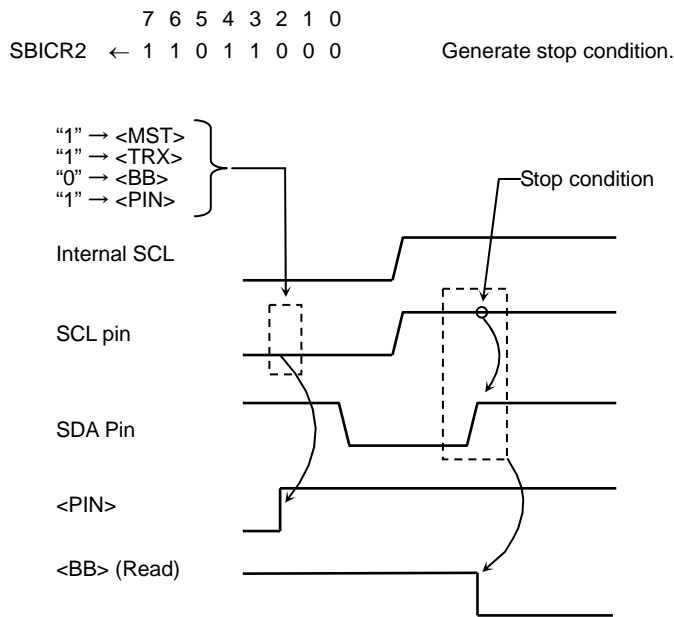 7 6 5 4 3 2 1 0
SBICR2 ← 1 1 0 1 1 0 0 0 Generate stop condition.
“1” → <MST>
“1” → <TRX>
“0” → <BB>
“1” → <PIN>
Stop condition
Internal SCL
SCL pin
SDA Pin
<PIN>
<BB> (Read)